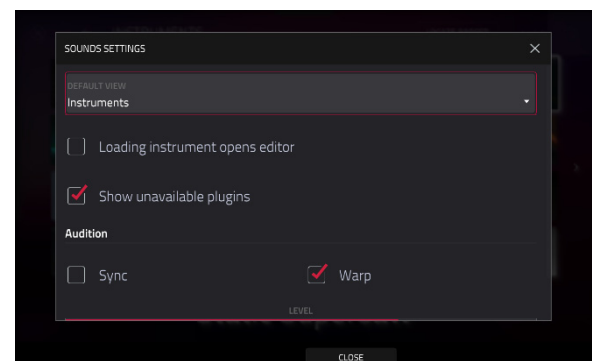 SOUNDS SETTINGS
DEFAULT VIEW
Instruments
Loading instrument opens editor
Show unavailable plugins
Audition
Sync
Warp
LEVEL
CLOSE